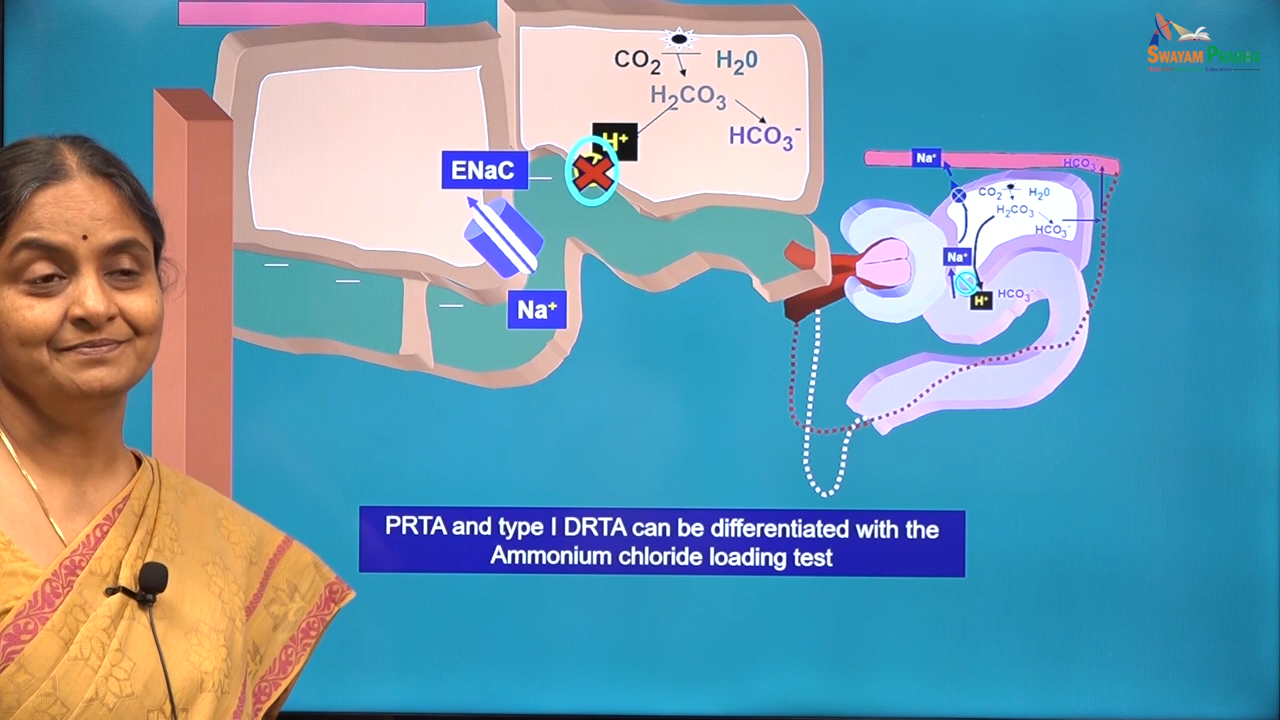 SWAYAM PRABHA
CO2 H20
H2CO3
H+
HCO3-
ENaC
Na+
Na+
HCO3-
CO2 H20
H2CO3
HCO3-
Na+
H+ HCO3-
PRTA and type I DRTA can be differentiated with the
Ammonium chloride loading test